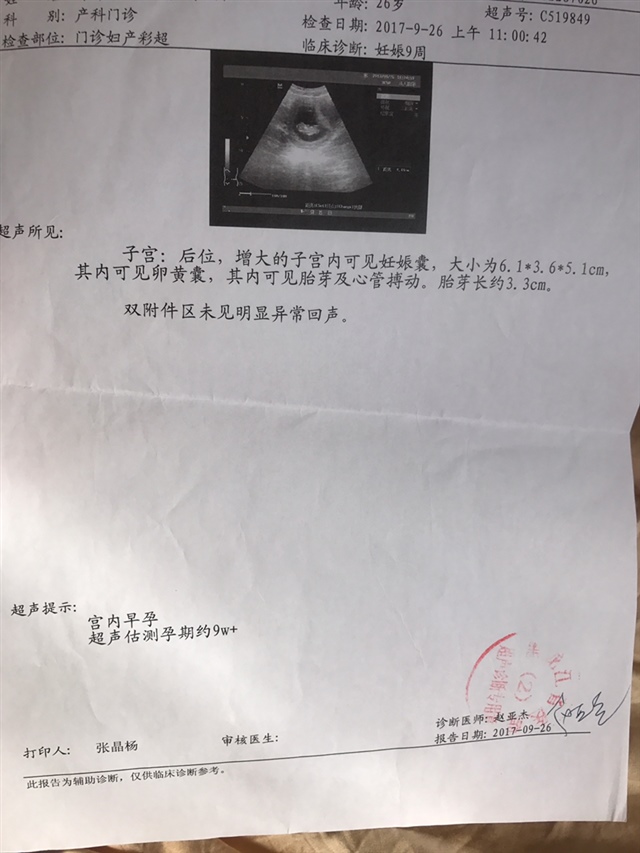 年龄: 26岁
科 别: 产科门诊 超声号: C519849
检查日期: 2017-9-26 上午 11:00:42
检查部位: 门诊妇产彩超
临床诊断: 妊娠9周
超声所见:
子宫: 后位, 增大的子宫内可见妊娠囊, 大小为6.1*3.6*5.1cm,
其内可见卵黄囊, 其内可见胎芽及心管搏动。胎芽长约3.3cm。
双附件区未见明显异常回声。
超声提示:
宫内早孕
超声估测孕期约9w+
(2)
诊断医师: 赵亚杰
打印人: 张晶杨 审核医生: 报告日期: 2017-09-26
此报告为辅助诊断, 仅供临床诊断参考。